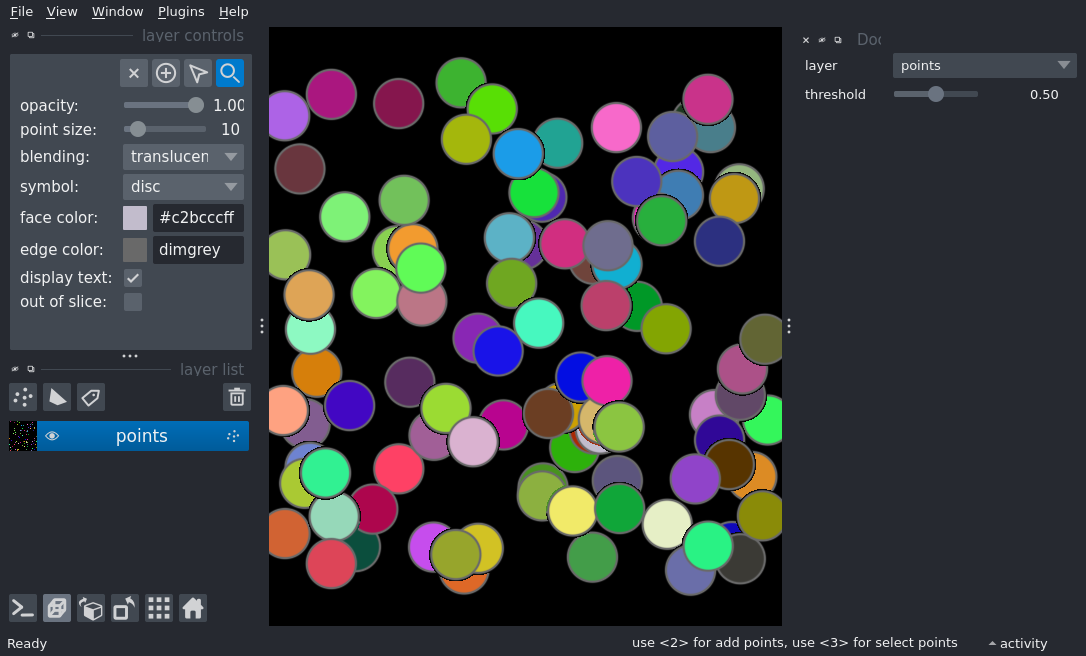 File View Window Plugins Help
layer controls
opacity: 1.00
point size: 10
blending: translucen
symbol: disc
face color: #c2bcccff
edge color: dimgrey
display text:
out of slice:
layer list
points
Doc
layer points
threshold 0.50
Ready
use <2> for add points, use <3> for select points
activity